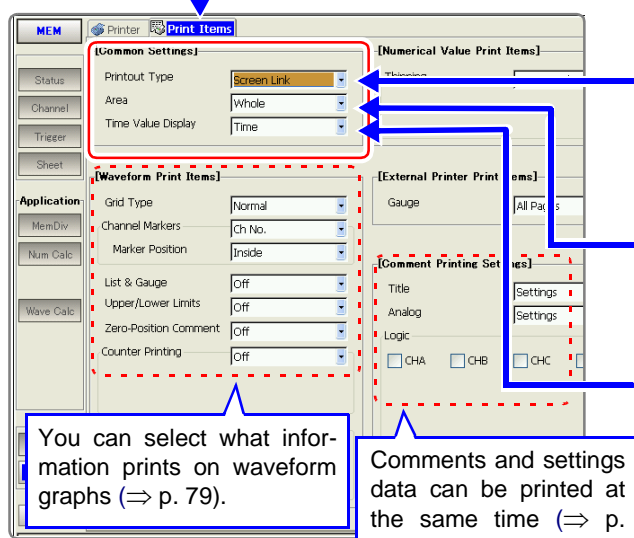 MEM
Printer
Print Items
[Common Settings]
Printout Type
Screen Link
Area
Whole
Time Value Display
Time
[Numerical Value Print Items]
Status
Channel
Trigger
Sheet
Application
MemDiv
Num Calc
Wave Calc
[Waveform Print Items]
Grid Type
Normal
Channel Markers
Ch No.
Marker Position
Inside
List & Gauge
Off
Upper/Lower Limits
Off
Zero-Position Comment
Off
Counter Printing
Off
[External Printer Print ems]
Gauge
All Pages
[Comment Printing Set ngs]
Title
Settings
Analog
Settings
Logic
CHA
CHB
CHC
You can select what infor-
mation prints on waveform
graphs (⇒ p. 79).
Comments and settings
data can be printed at
the same time (⇒ p.